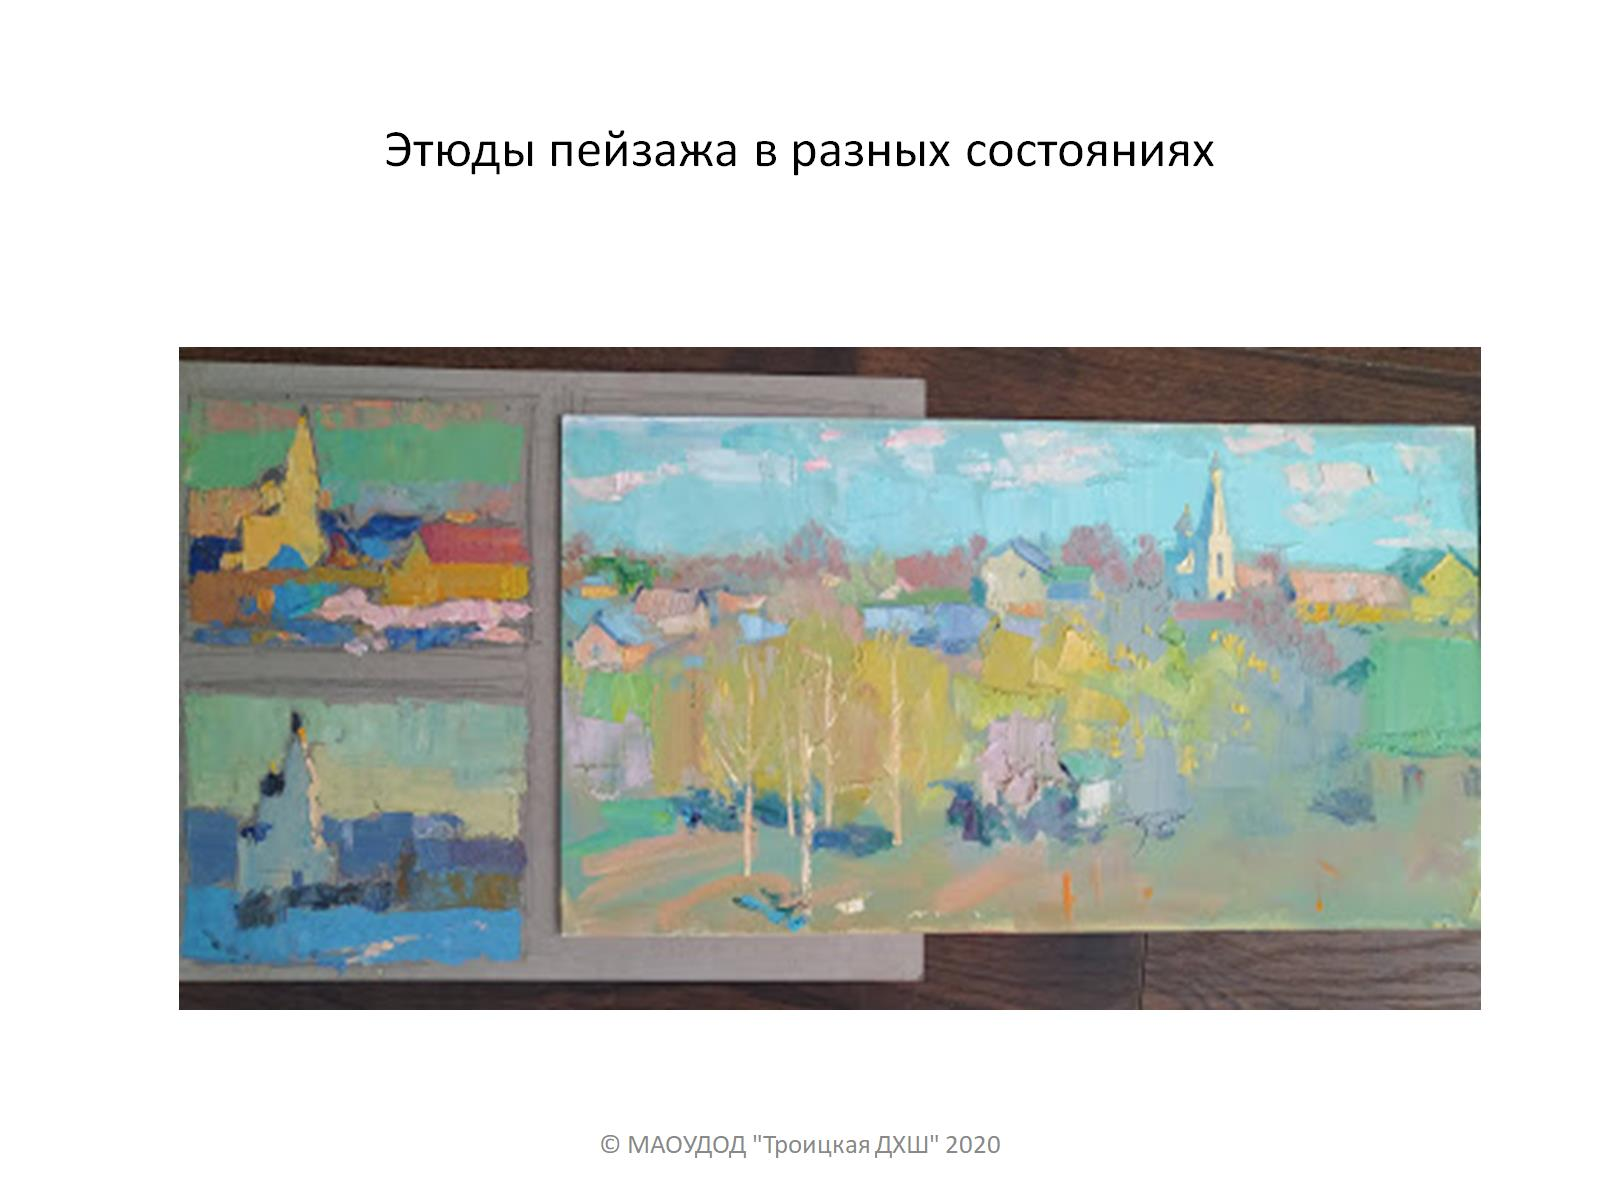 Этюды пейзажа в разных состояниях
© МАОУДОД "Троицкая ДХШ" 2020